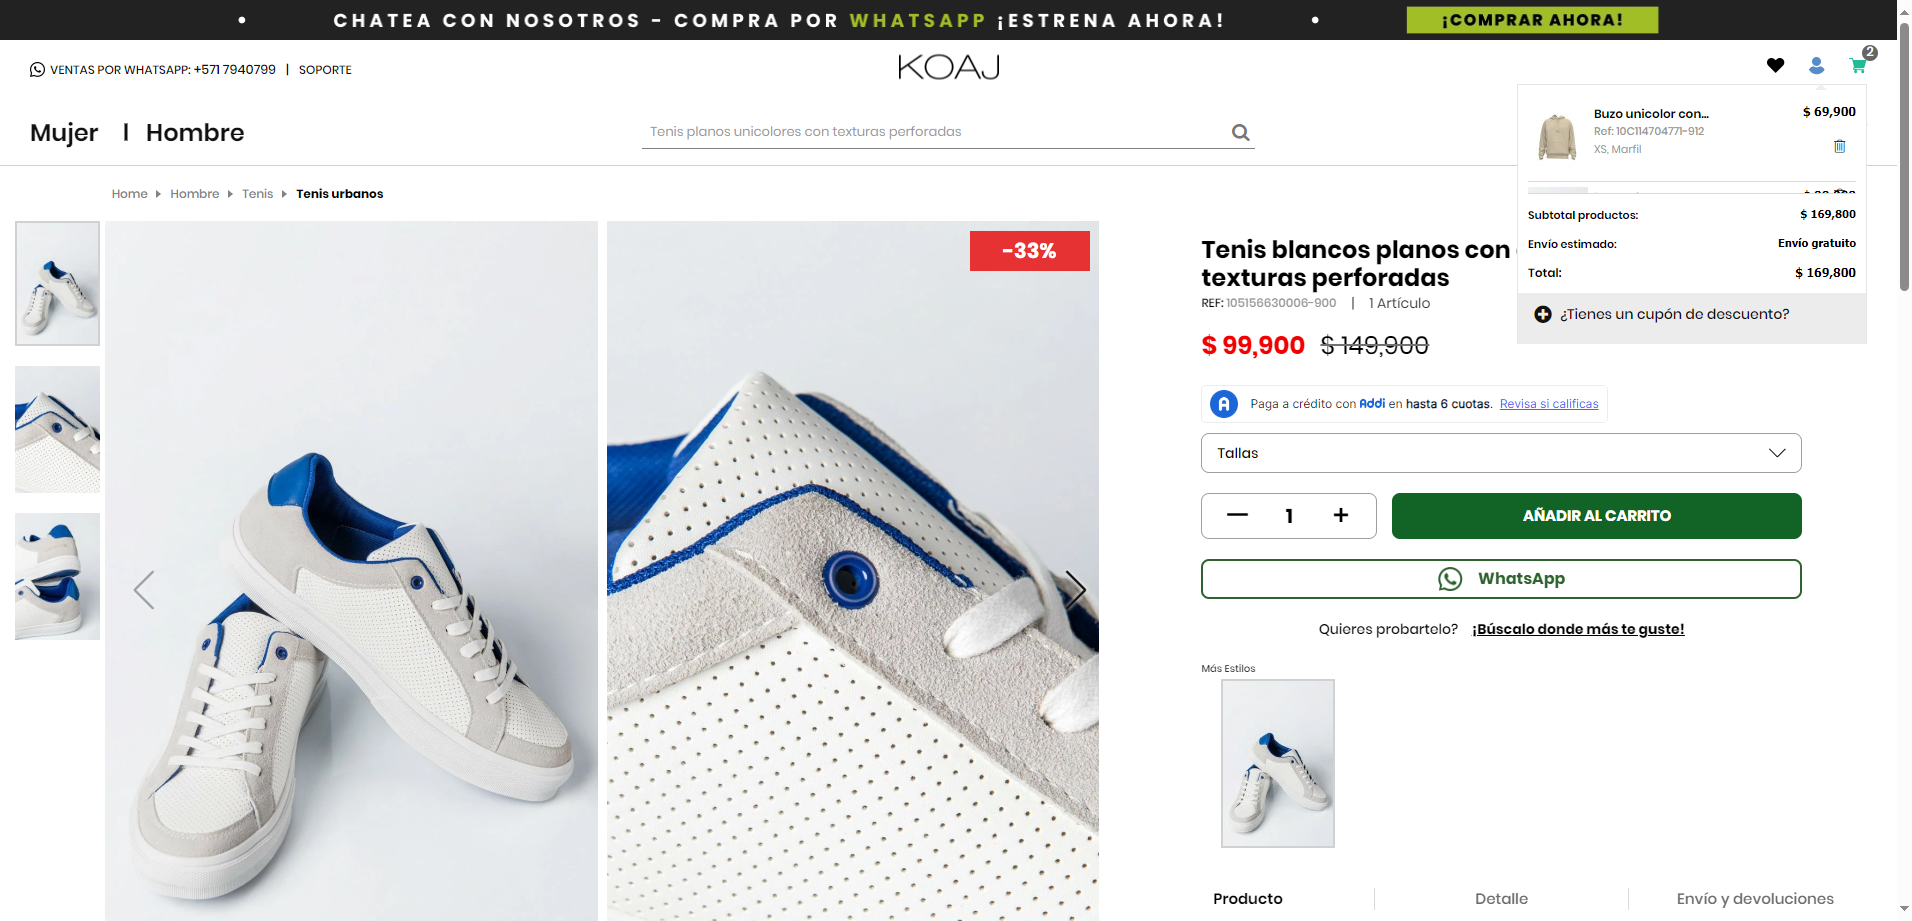 CHATEA CON NOSOTROS - COMPRA POR WHATSAPP ¡ESTRENA AHORA!
¡COMPRAR AHORA!
VENTAS POR WHATSAPP: +571 7940799 | SOPORTE
KOAJ
2
Mujer | Hombre
Tenis planos unicolores con texturas perforadas
Buzo unicolor con...
$ 69,900
Ref: 10C114704771-912
XS, Marfil
Subtotal productos:
$ 169,800
Envío estimado:
Envío gratuito
Total:
$ 169,800
¿Tienes un cupón de descuento?
Home
Hombre
Tenis
Tenis urbanos
-33%
Tenis blancos planos con
texturas perforadas
REF: 105156630006-900 | 1 Artículo
$ 99,900 $ 149,900
Paga a crédito con Addi en hasta 6 cuotas. Revisa si calificas
Tallas
1
AÑADIR AL CARRITO
WhatsApp
Quieres probartelo? ¡Búscalo donde más te guste!
Más Estilos
Producto
Detalle
Envío y devoluciones